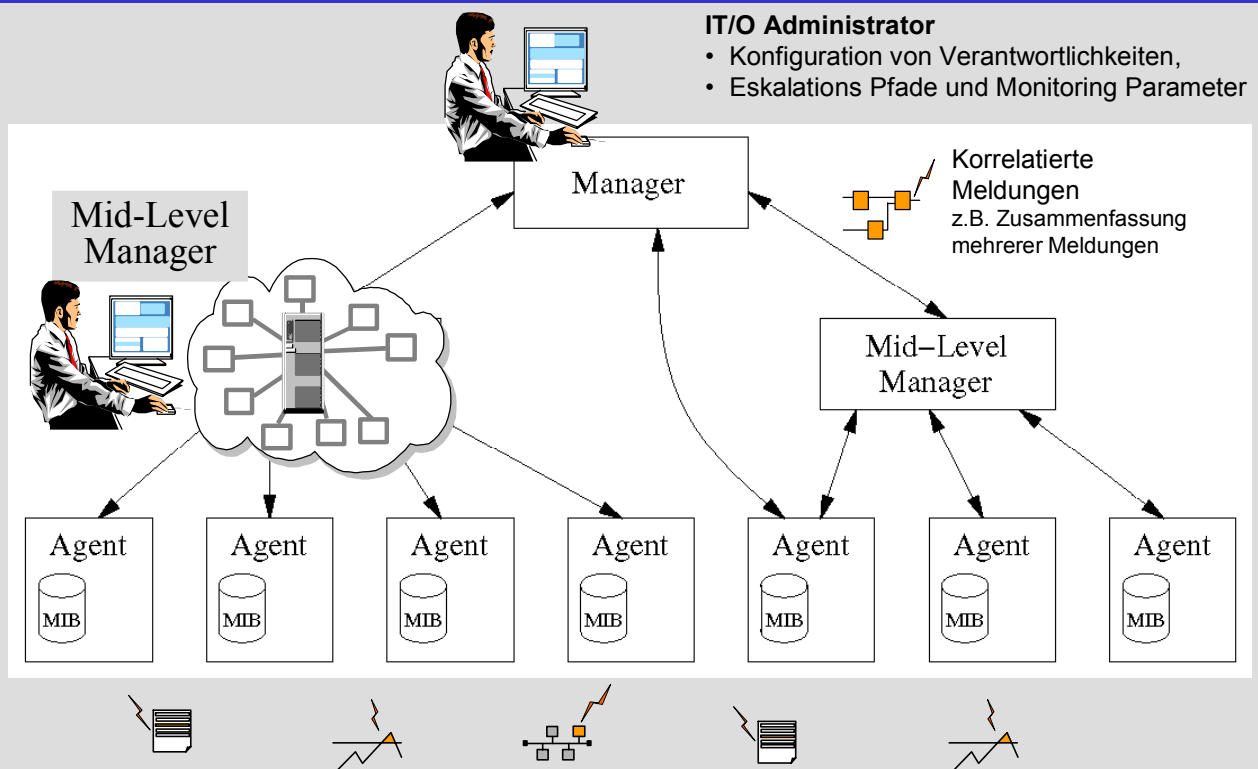 IT/O Administrator
• Konfiguration von Verantwortlichkeiten,
• Eskalations Pfade und Monitoring Parameter
Manager
Korrelatierte
Meldungen
z.B. Zusammenfassung
mehrerer Meldungen
Mid-Level
Manager
Mid-Level
Manager
Agent
MIB
Agent
MIB
Agent
MIB
Agent
MIB
Agent
MIB
Agent
MIB
Agent
MIB